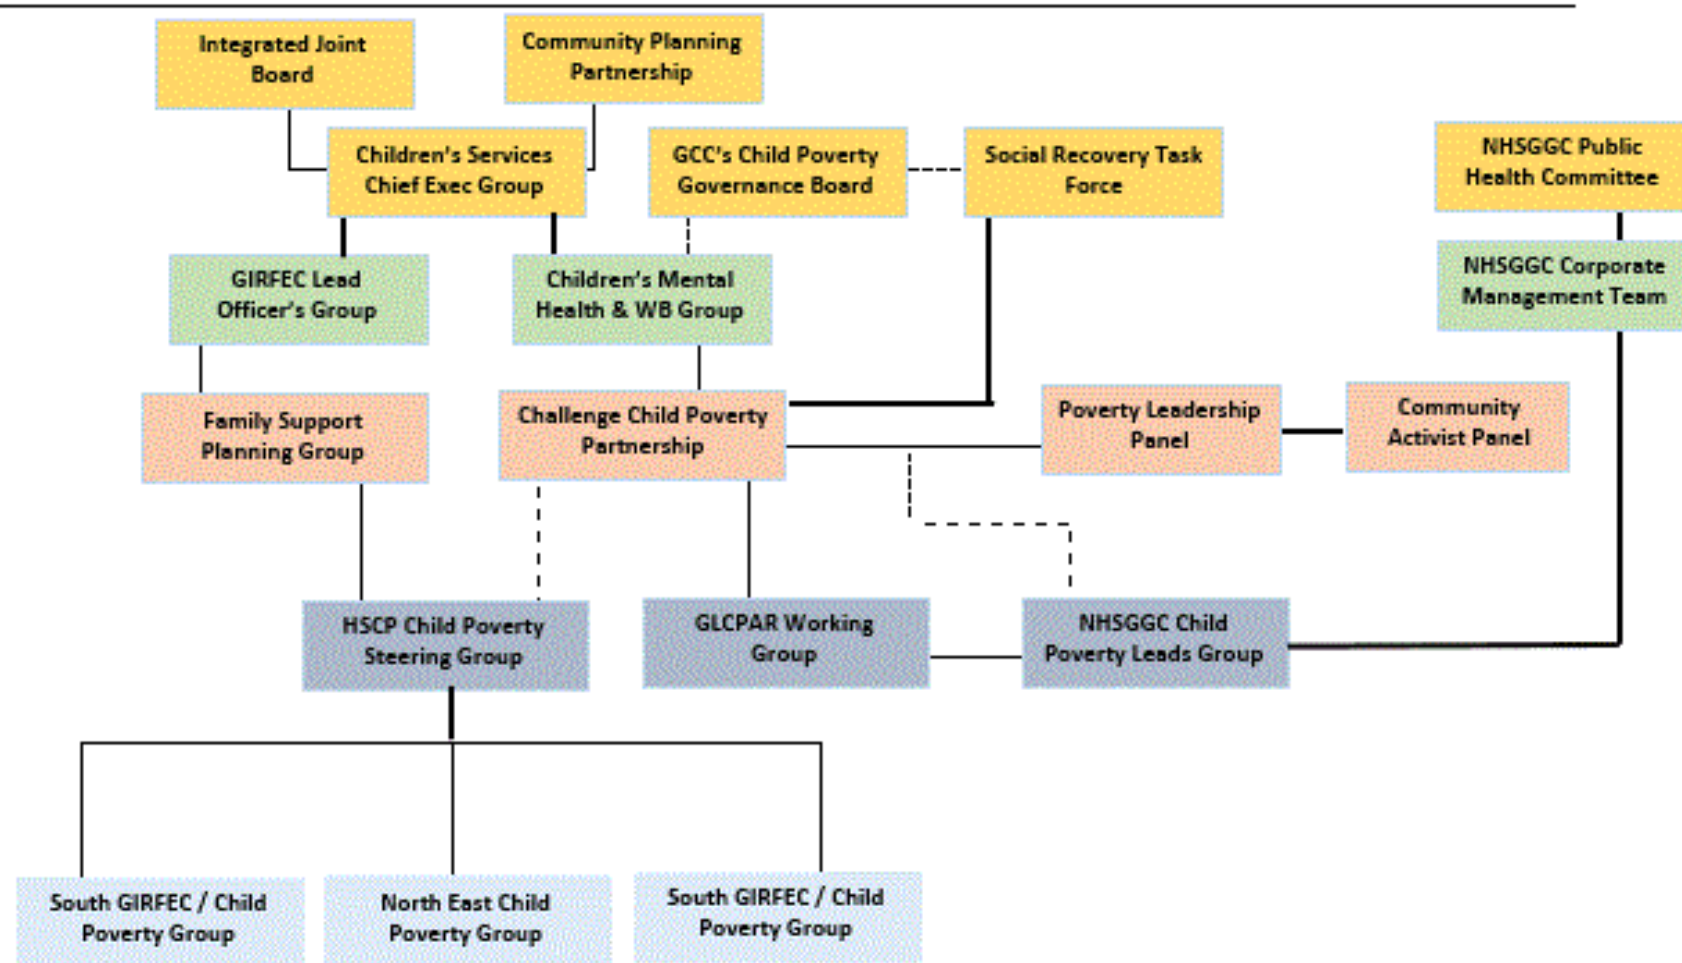 Integrated Joint
Board
Community Planning
Partnership
Children's Services
Chief Exec Group
GCC's Child Poverty
Governance Board
Social Recovery Task
Force
NHSGGC Public
Health Committee
GIRFEC Lead
Officer's Group
Children's Mental
Health & WB Group
NHSGGC Corporate
Management Team
Family Support
Planning Group
Challenge Child Poverty
Partnership
Poverty Leadership
Panel
Community
Activist Panel
HSCP Child Poverty
Steering Group
GLCPAR Working
Group
NHSGGC Child
Poverty Leads Group
South GIRFEC / Child
Poverty Group
North East Child
Poverty Group
South GIRFEC / Child
Poverty Group